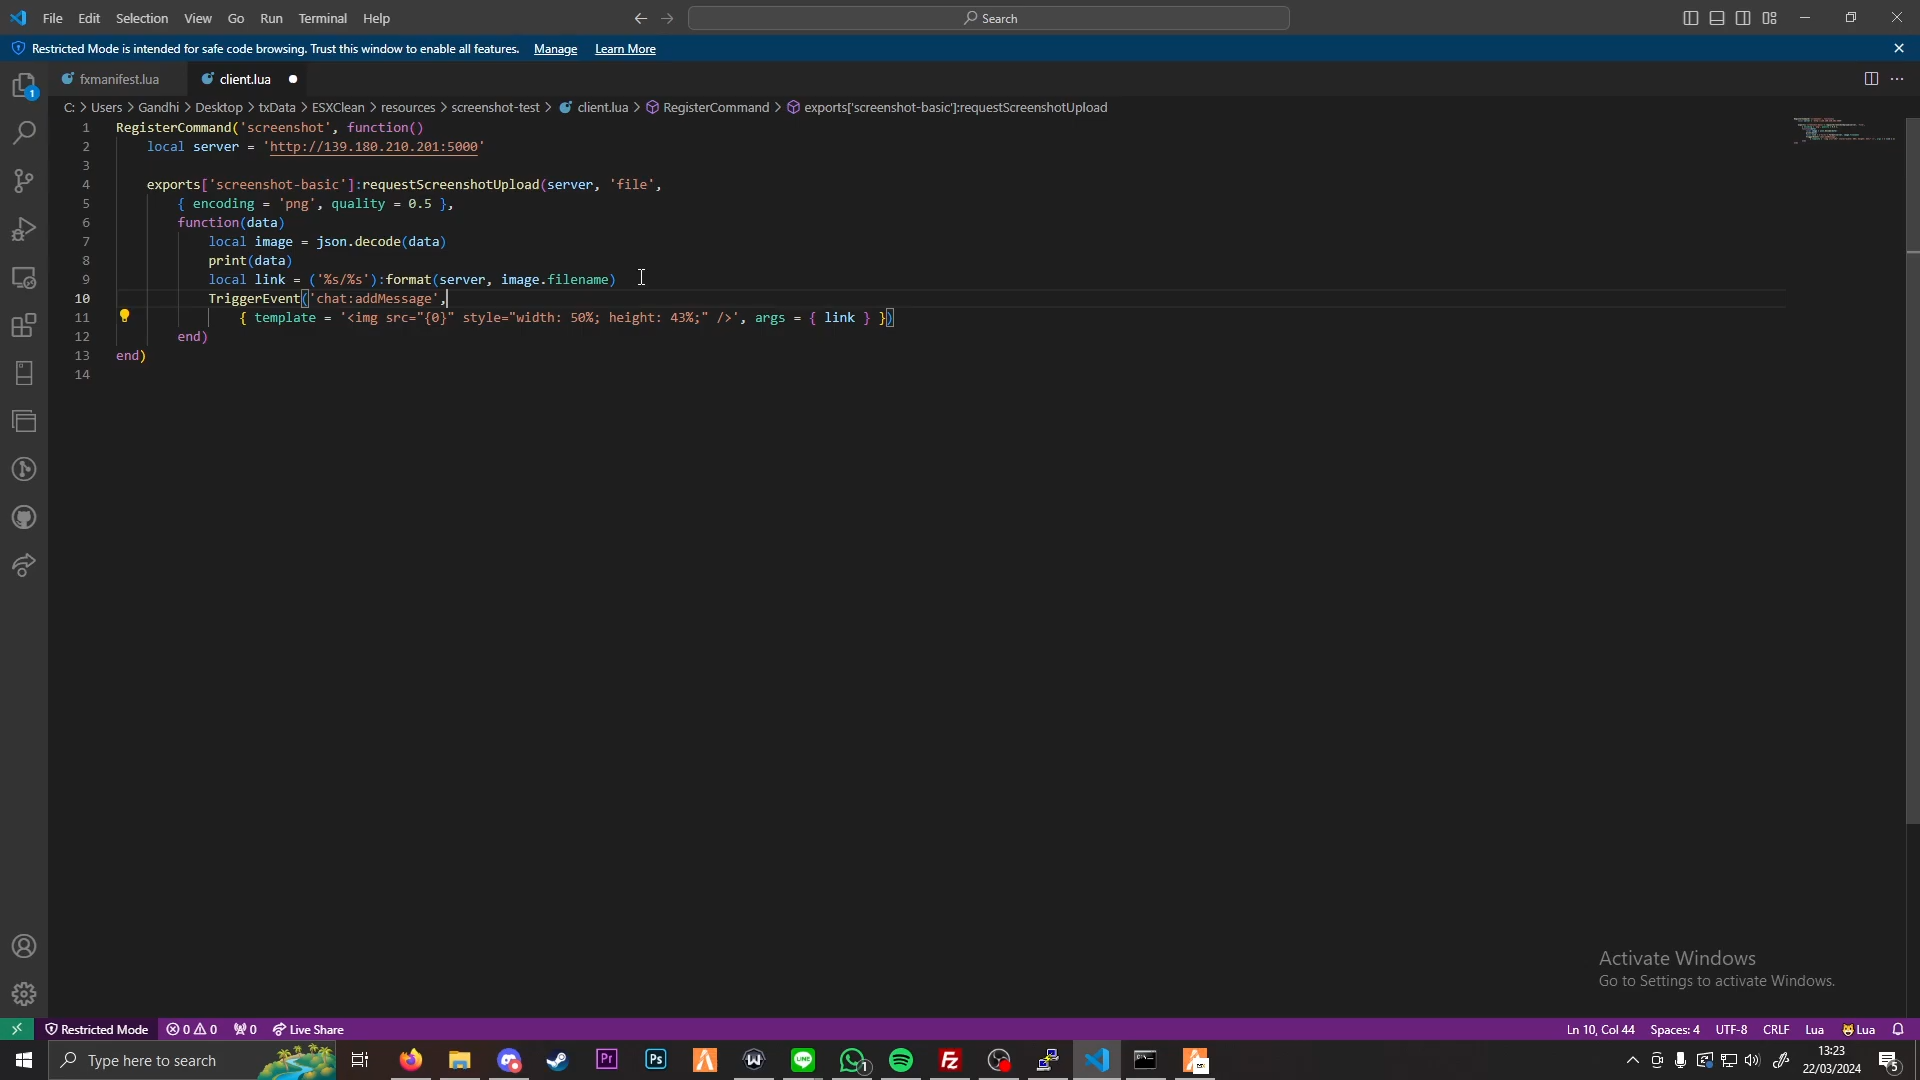 File Edit Selection View Go Run Terminal Help
Search
Restricted Mode is intended for safe code browsing. Trust this window to enable all features. Manage Learn More
fxmanifest.lua
client.lua
C: > Users > Gandhi > Desktop > txData > ESXClean > resources > screenshot-test > client.lua > RegisterCommand > exports['screenshot-basic']:requestScreenshotUpload
1 RegisterCommand('screenshot', function()
2 local server = 'http://139.180.210.201:5000'
3
4 exports['screenshot-basic']:requestScreenshotUpload(server, 'file',
5 { encoding = 'png', quality = 0.5 },
6 function(data)
7 local image = json.decode(data)
8 print(data)
9 local link = ('%s/%s'):format(server, image.filename)
10 TriggerEvent('chat:addMessage',
11 { template = '<img src="{0}" style="width: 50%; height: 43%;" />', args = { link } })
12 end)
13 end)
14
1
Activate Windows
Go to Settings to activate Windows.
Restricted Mode 0 0 0 Live Share Ln 10, Col 44 Spaces: 4 UTF-8 CRLF Lua Lua
Type here to search
Pr
Ps
LINE
1
Fz
13:23
22/03/2024
5